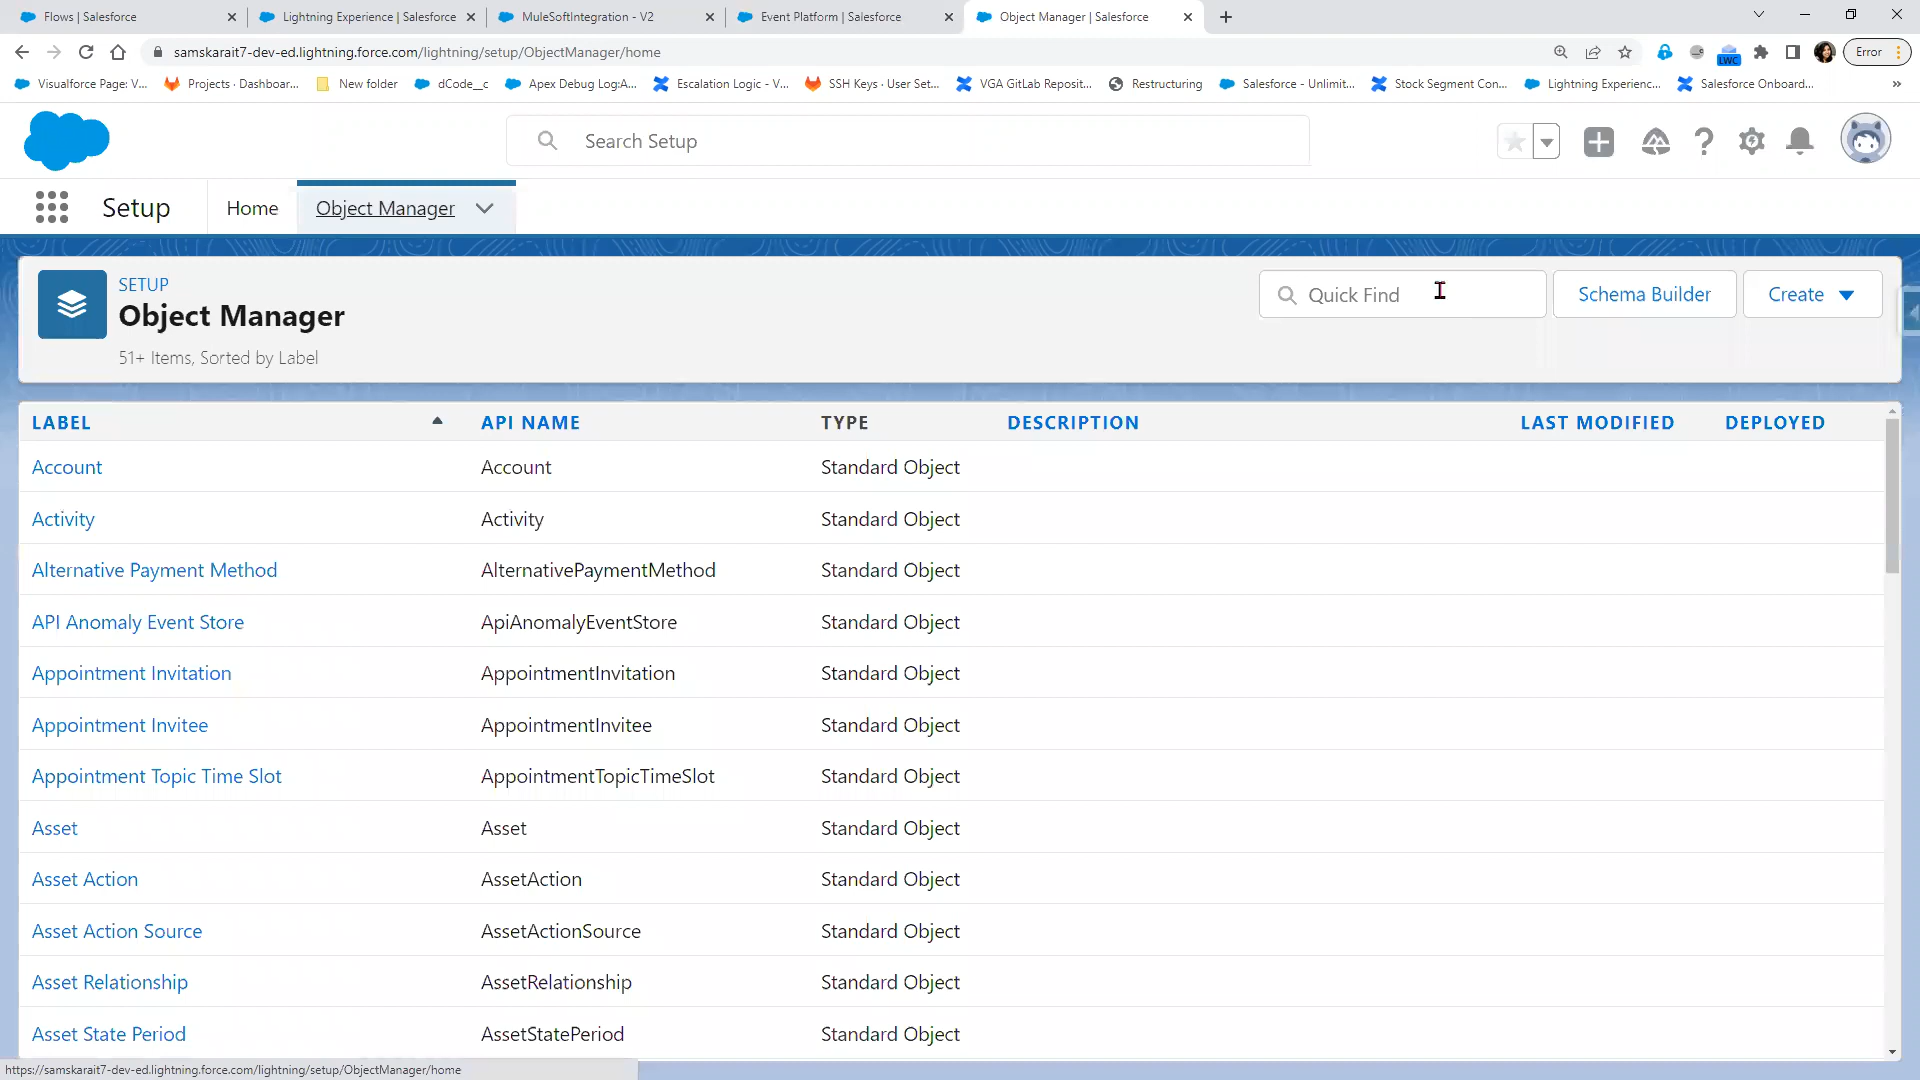 Flows | Salesforce
Lightning Experience | Salesforce
MuleSoftIntegration - V2
Event Platform | Salesforce
Object Manager | Salesforce
samskarait7-dev-ed.lightning.force.com/lightning/setup/ObjectManager/home
LWC
Error
Visualforce Page: V...
Projects · Dashboar...
New folder
dCode__c
Apex Debug Log:A...
Escalation Logic - V...
SSH Keys · User Set...
VGA GitLab Reposit...
Restructuring
Salesforce - Unlimit...
Stock Segment Con...
Lightning Experienc...
Salesforce Onboard...
»
Search Setup
Setup
Home
Object Manager
SETUP
Object Manager
51+ Items, Sorted by Label
Quick Find
Schema Builder
Create
LABEL API NAME TYPE DESCRIPTION LAST MODIFIED DEPLOYED
Account Account Standard Object
Activity Activity Standard Object
Alternative Payment Method AlternativePaymentMethod Standard Object
API Anomaly Event Store ApiAnomalyEventStore Standard Object
Appointment Invitation AppointmentInvitation Standard Object
Appointment Invitee AppointmentInvitee Standard Object
Appointment Topic Time Slot AppointmentTopicTimeSlot Standard Object
Asset Asset Standard Object
Asset Action AssetAction Standard Object
Asset Action Source AssetActionSource Standard Object
Asset Relationship AssetRelationship Standard Object
Asset State Period AssetStatePeriod Standard Object
https://samskarait7-dev-ed.lightning.force.com/lightning/setup/ObjectManager/home